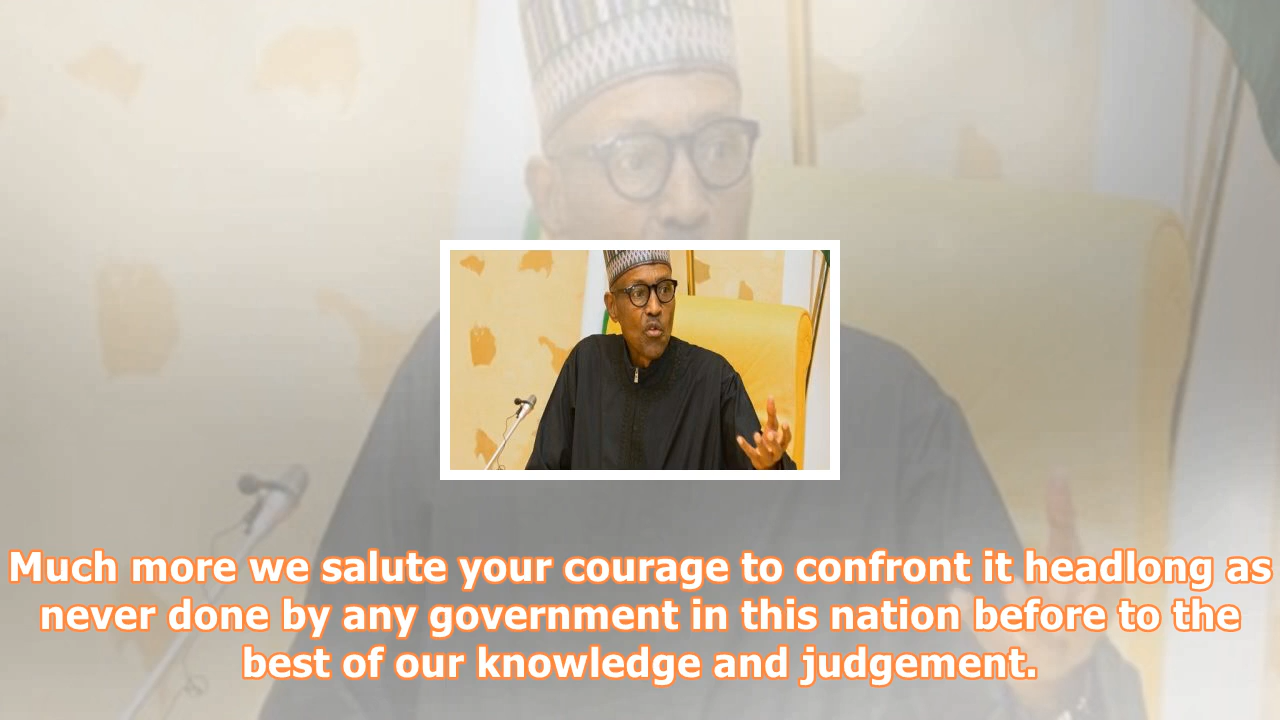 Much more we salute your courage to confront it headlong as
never done by any government in this nation before to the
best of our knowledge and judgement.